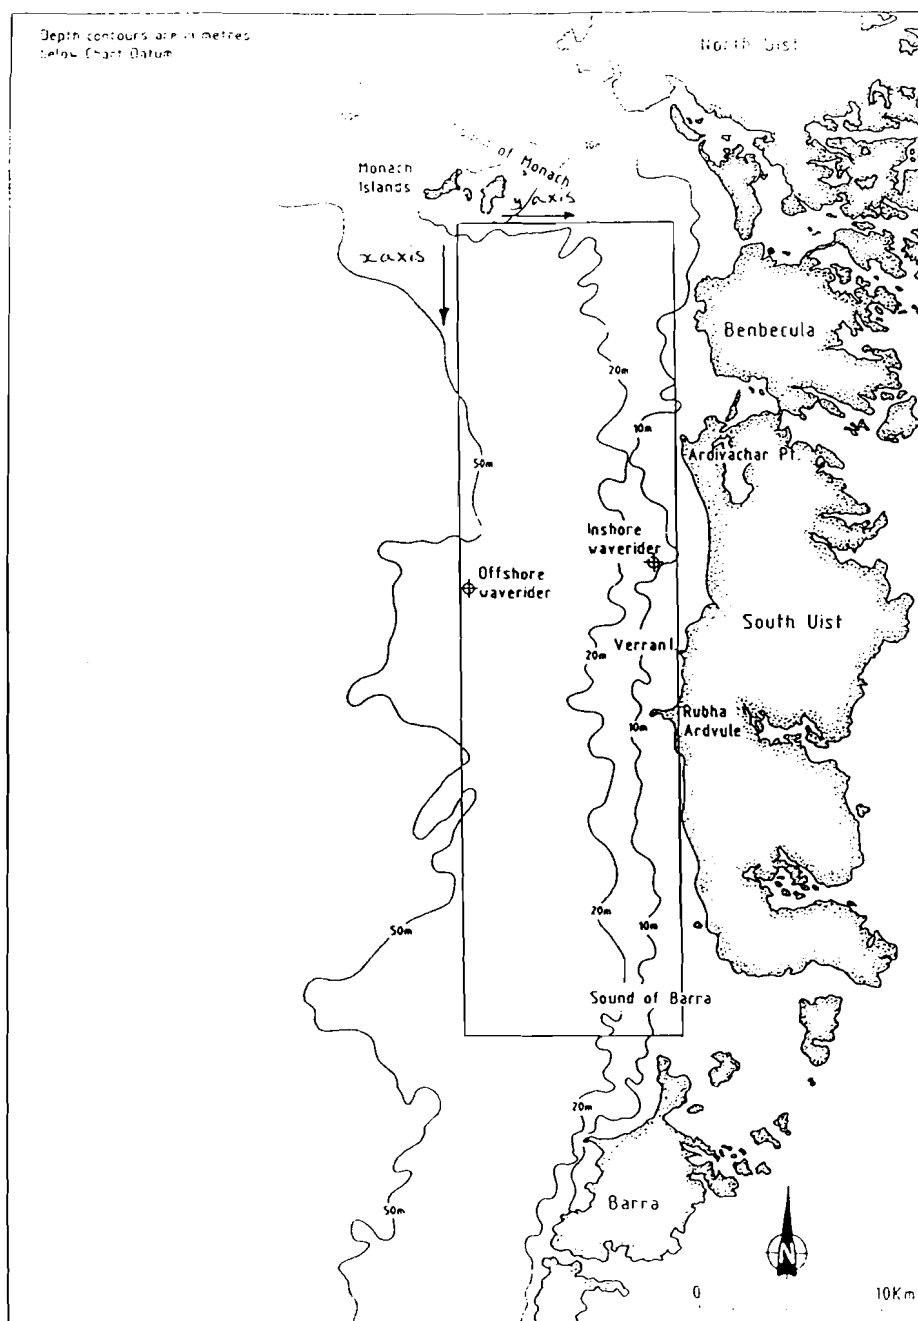 Depth contours are in metres
below Chart Datum
North Uist
of Monach
Monach
Islands
y axis
x axis
Benbecula
20m
10m
Ardivachar Pt.
50m
Inshore
waverider
Offshore
waverider
South Uist
Verran I.
20m
Rubha
Ardvule
10m
20m
10m
50m
Sound of Barra
20m
Barra
50m
N
0 10Km